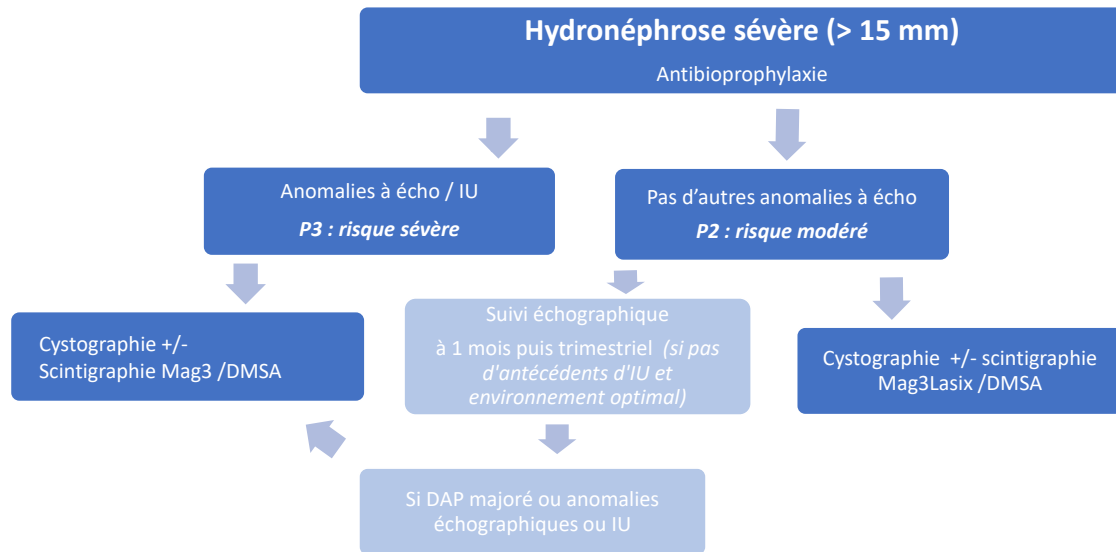 Hydronéphrose sévère (> 15 mm)
Antibioprophylaxie
Anomalies à écho / IU
P3 : risque sévère
Pas d'autres anomalies à écho
P2 : risque modéré
Cystographie +/-
Scintigraphie Mag3 /DMSA
Suivi échographique
à 1 mois puis trimestriel (si pas
d'antécédents d'IU et
environnement optimal)
Cystographie +/- scintigraphie
Mag3Lasix /DMSA
Si DAP majoré ou anomalies
échographiques ou IU